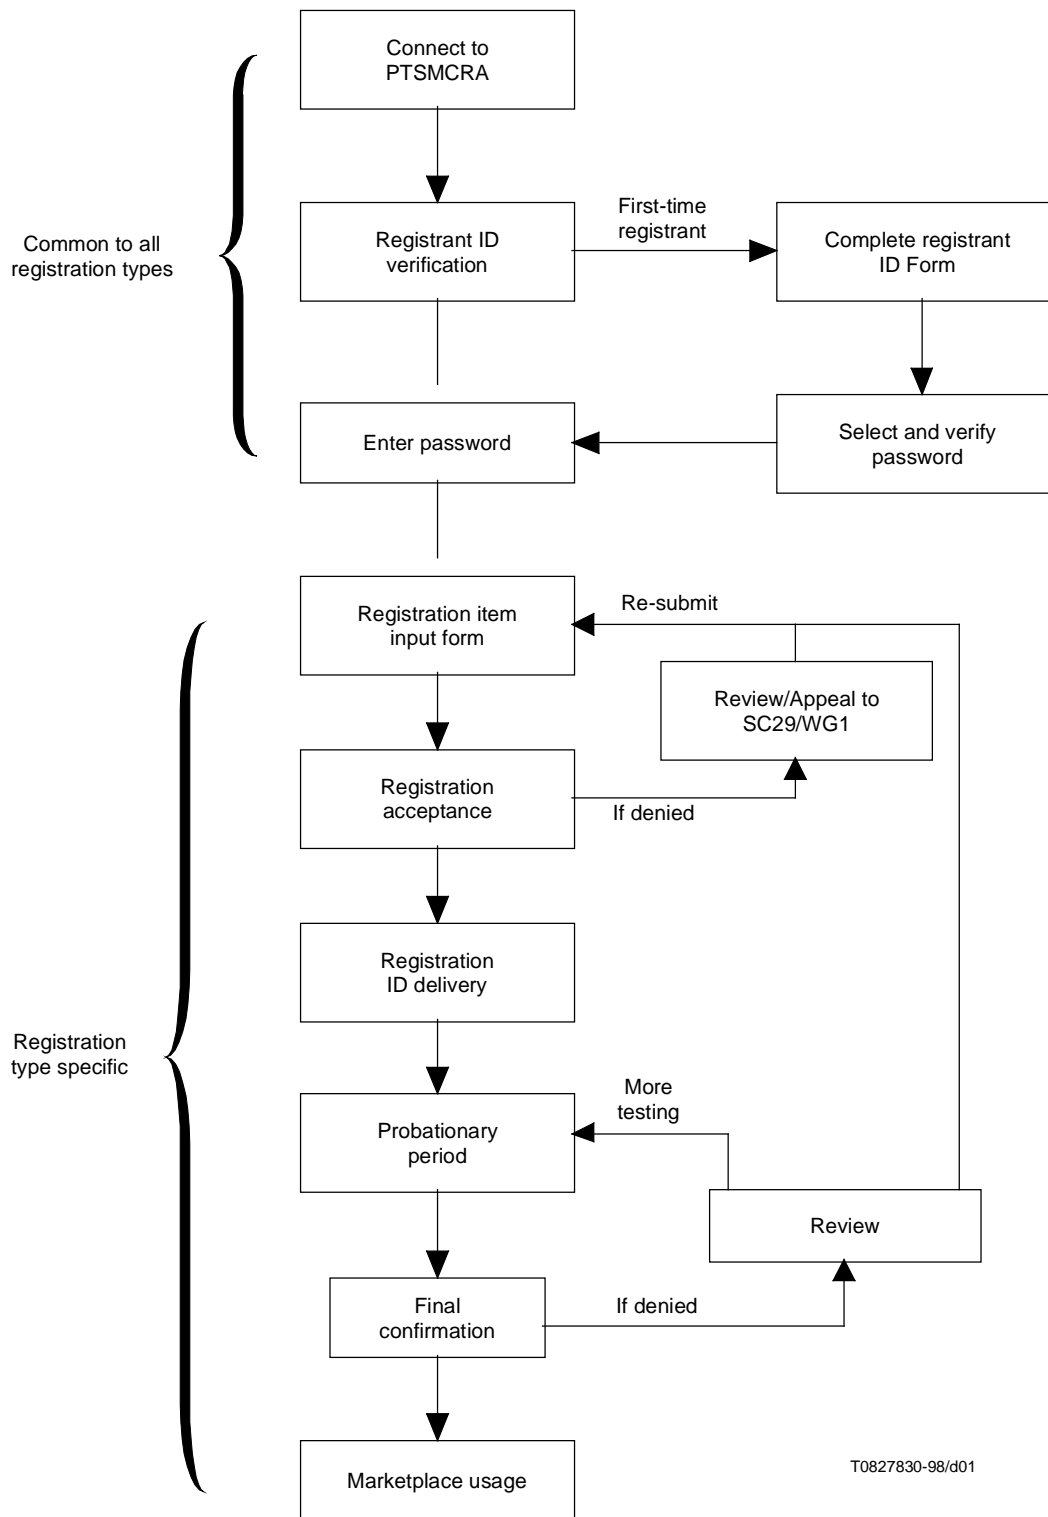 Connect to
PTSMCRA
Common to all
registration types
Registrant ID
verification
First-time
registrant
Complete registrant
ID Form
Enter password
Select and verify
password
Registration item
input form
Re-submit
Review/Appeal to
SC29/WG1
Registration
acceptance
If denied
Registration
ID delivery
Registration
type specific
Probationary
period
More
testing
Review
Final
confirmation
If denied
Marketplace usage
T0827830-98/d01